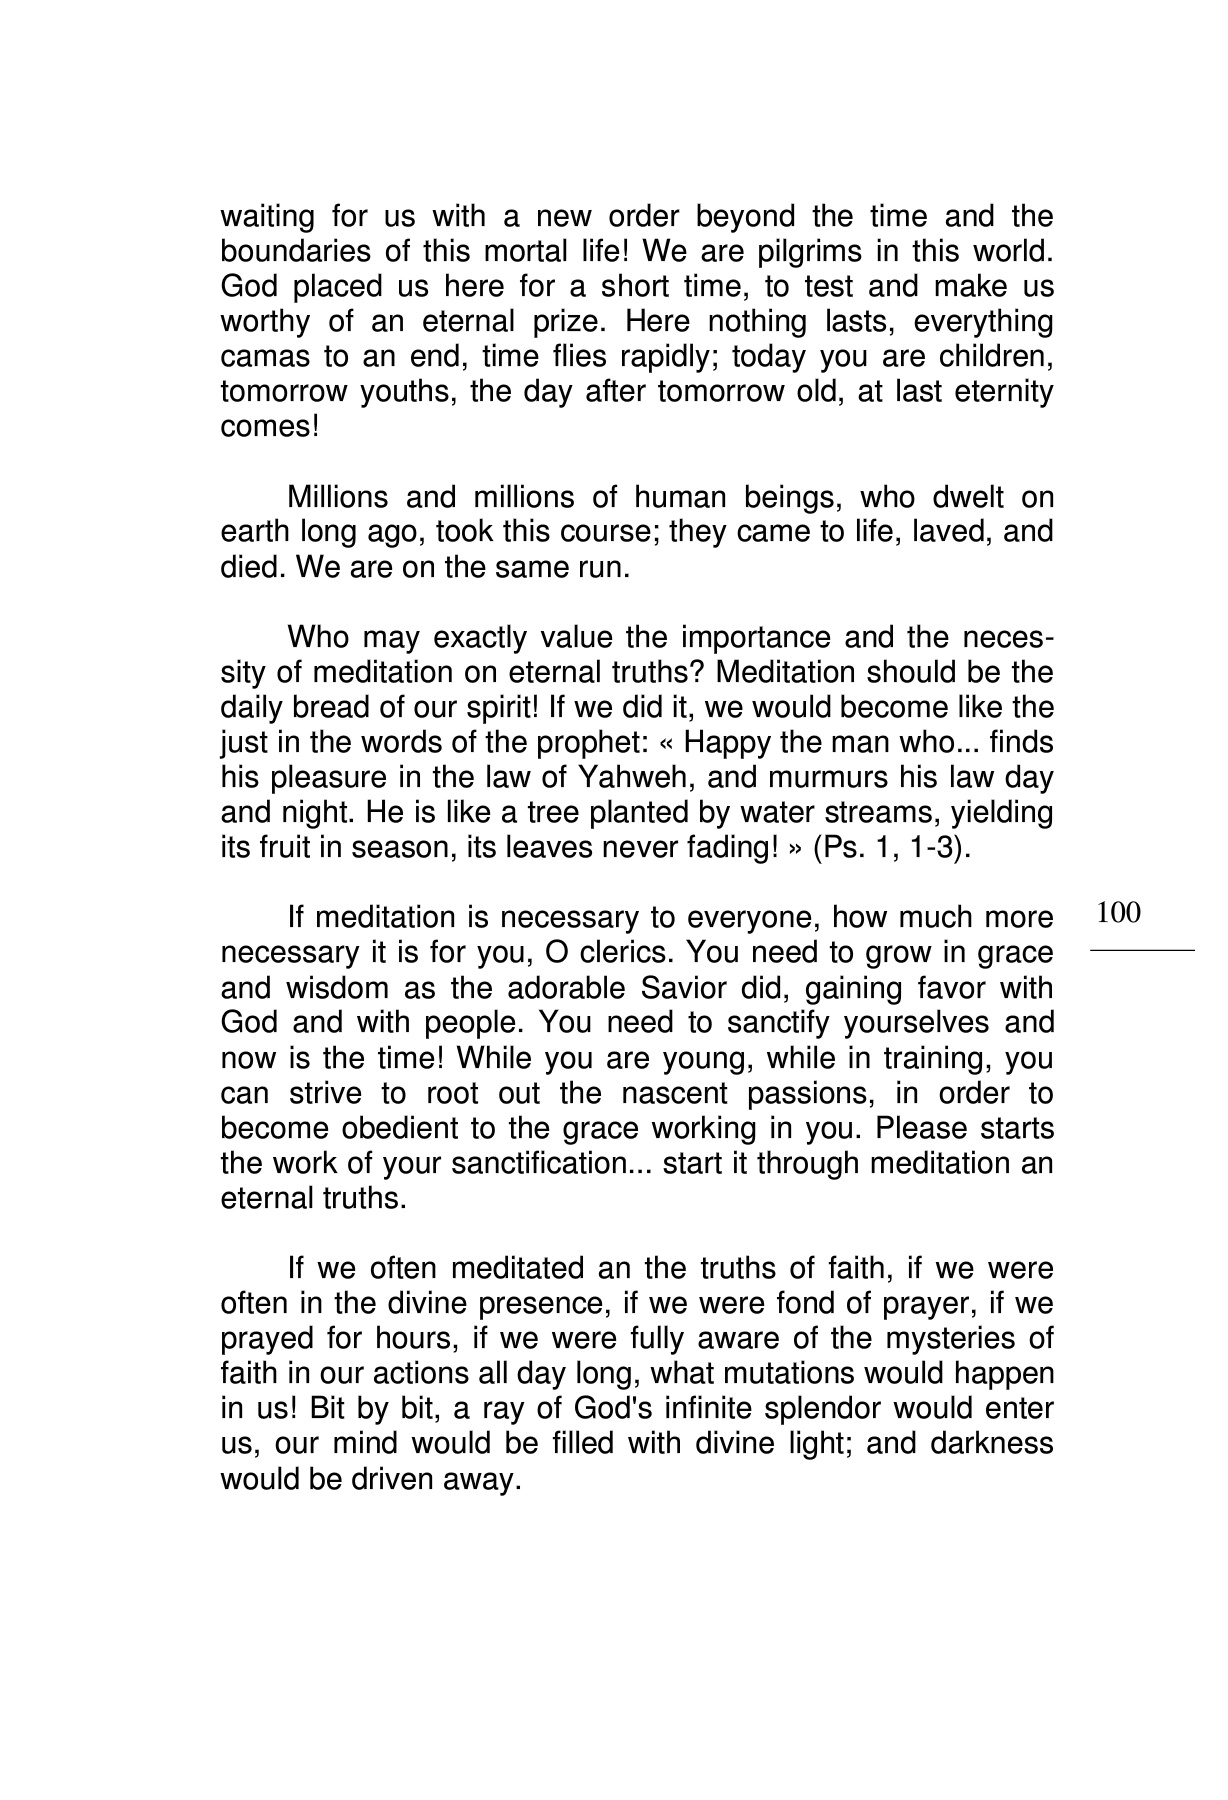 waiting for us with a new order beyond the time and the
boundaries of this mortal life! We are pilgrims in this world.
God placed us here for a short time, to test and make us
worthy of an eternal prize. Here nothing lasts, everything
camas to an end, time flies rapidly; today you are children,
tomorrow youths, the day after tomorrow old, at last eternity
comes!
Millions and millions of human beings, who dwelt on
earth long ago, took this course; they came to life, laved, and
died. We are on the same run.
Who may exactly value the importance and the neces-
sity of meditation on eternal truths? Meditation should be the
daily bread of our spirit! If we did it, we would become like the
just in the words of the prophet: « Happy the man who... finds
his pleasure in the law of Yahweh, and murmurs his law day
and night. He is like a tree planted by water streams, yielding
its fruit in season, its leaves never fading! » (Ps. 1, 1-3).
If meditation is necessary to everyone, how much more
necessary it is for you, O clerics. You need to grow in grace
and wisdom as the adorable Savior did, gaining favor with
God and with people. You need to sanctify yourselves and
now is the time! While you are young, while in training, you
can strive to root out the nascent passions, in order to
become obedient to the grace working in you. Please starts
the work of your sanctification... start it through meditation an
eternal truths.
If we often meditated an the truths of faith, if we were
often in the divine presence, if we were fond of prayer, if we
prayed for hours, if we were fully aware of the mysteries of
faith in our actions all day long, what mutations would happen
in us! Bit by bit, a ray of God's infinite splendor would enter
us, our mind would be filled with divine light; and darkness
would be driven away.
100